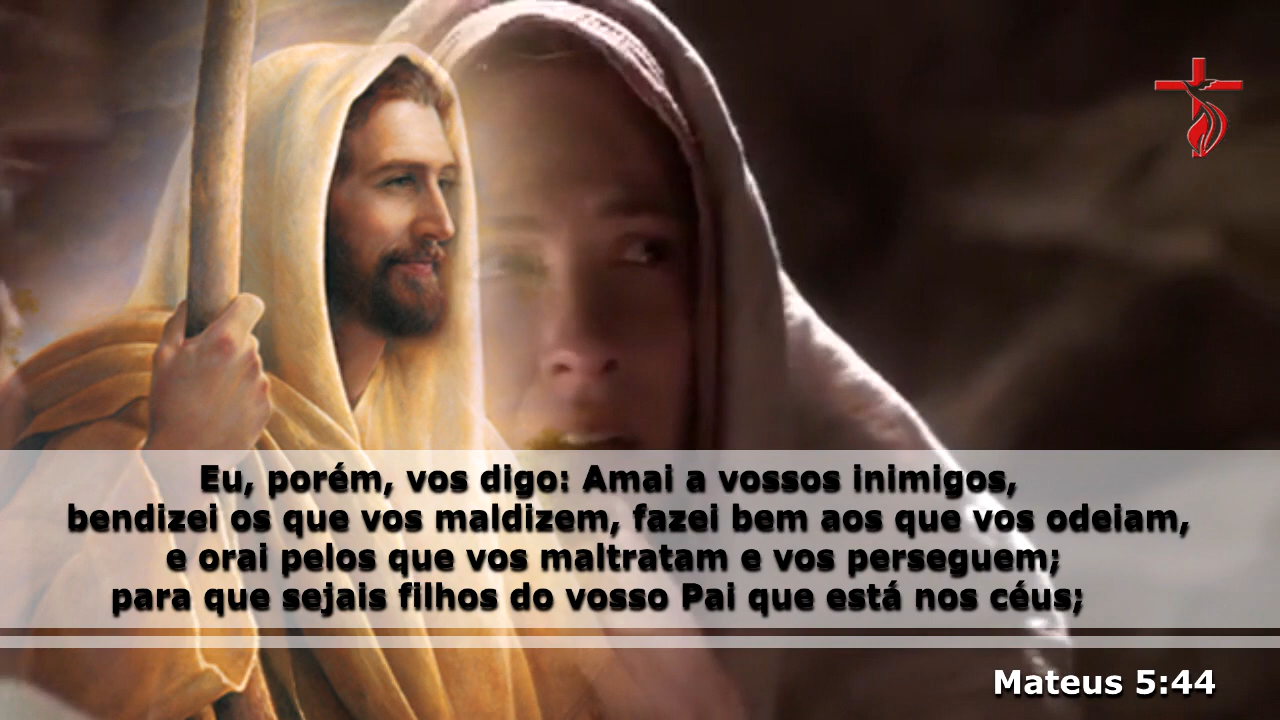 Eu, porém, vos digo: Amai a vossos inimigos,
bendizei os que vos maldizem, fazei bem aos que vos odeiam,
e orai pelos que vos maltratam e vos perseguem;
para que sejais filhos do vosso Pai que está nos céus;
Mateus 5:44